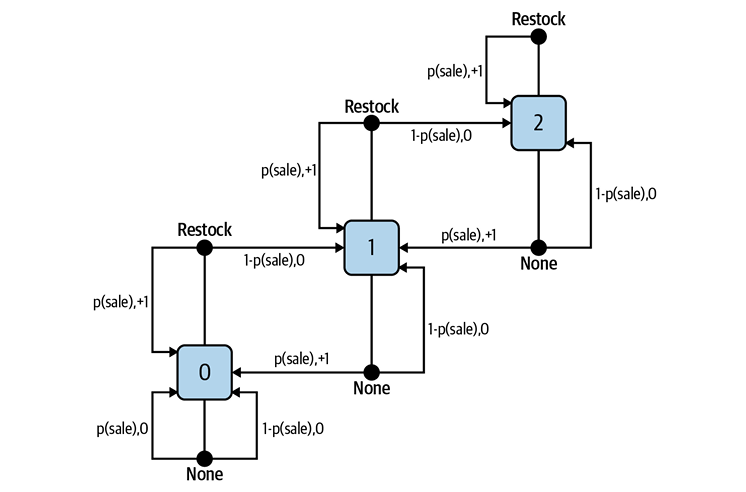 Restock
p(sale),+1
2
Restock
1-p(sale),0
p(sale),+1
1-p(sale),0
p(sale),+1
1
None
Restock
1-p(sale),0
p(sale),+1
1-p(sale),0
p(sale),+1
0
None
p(sale),0
1-p(sale),0
None